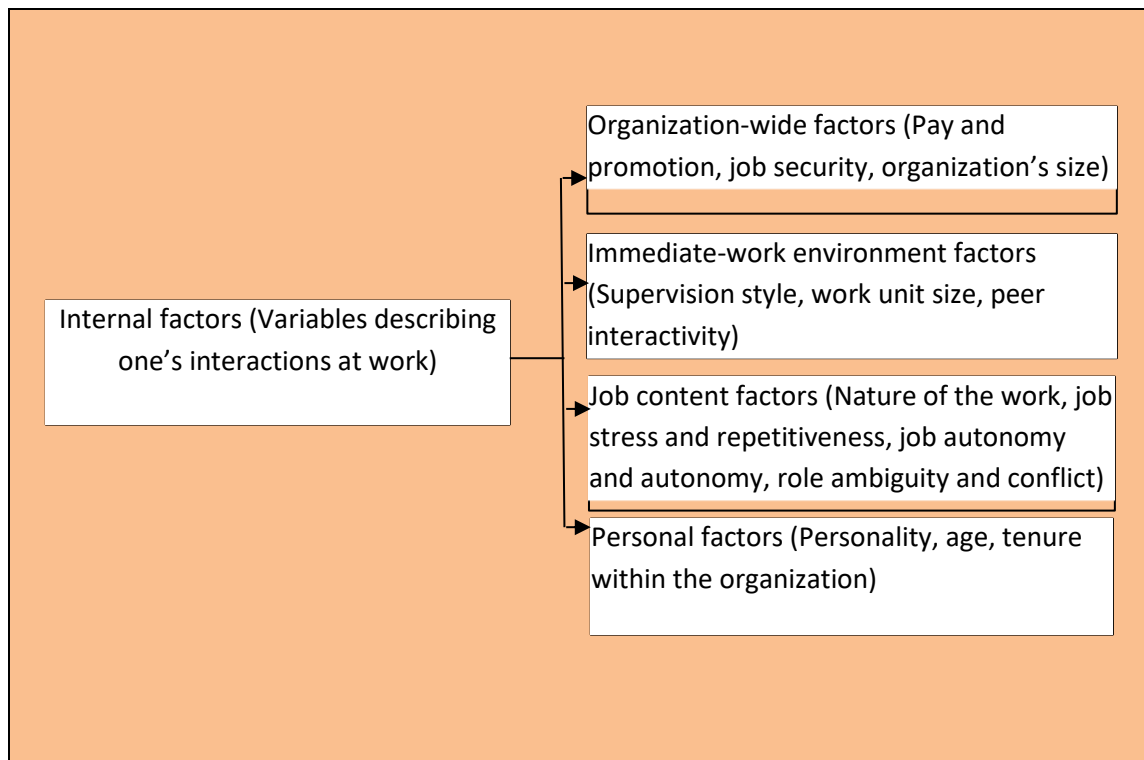 Organization-wide factors (Pay and
promotion, job security, organization’s size)
Immediate-work environment factors
(Supervision style, work unit size, peer
interactivity)
Internal factors (Variables describing
one’s interactions at work)
Job content factors (Nature of the work, job
stress and repetitiveness, job autonomy
and autonomy, role ambiguity and conflict)
Personal factors (Personality, age, tenure
within the organization)